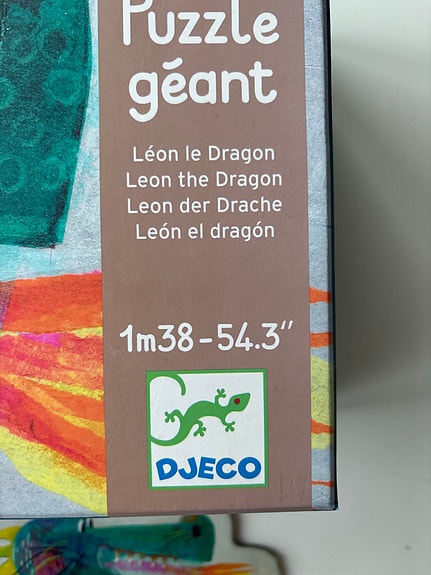 Puzzle
géant
Léon le Dragon
Leon the Dragon
Leon der Drache
León el dragón
1m38-54.3"
DJECO